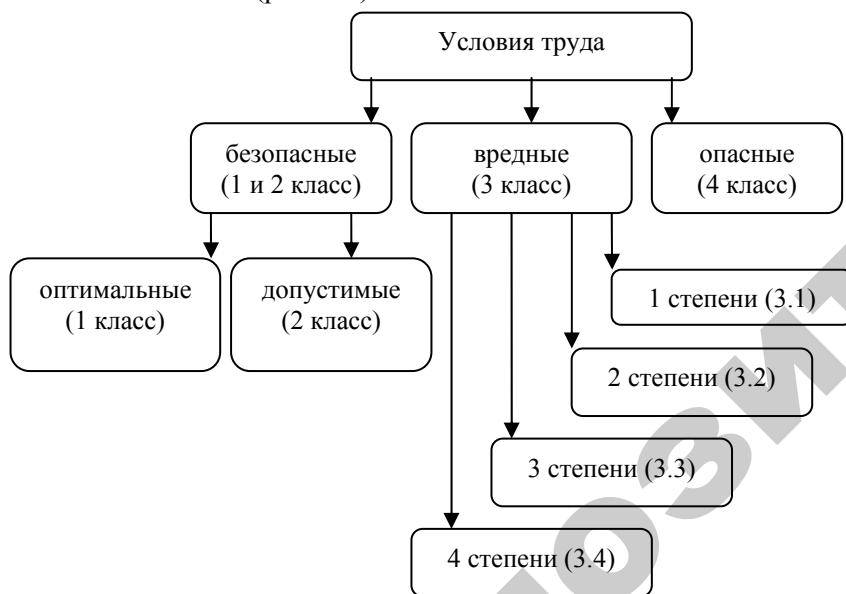 Условия труда
безопасные
(1 и 2 класс)
вредные
(3 класс)
опасные
(4 класс)
оптимальные
(1 класс)
допустимые
(2 класс)
1 степени (3.1)
2 степени (3.2)
3 степени (3.3)
4 степени (3.4)